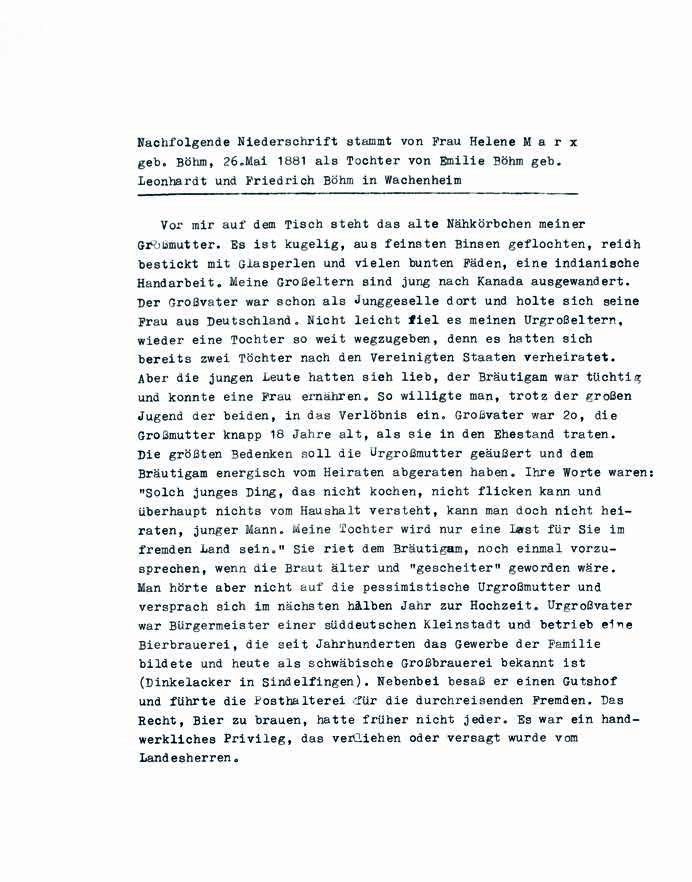 Nachfolgende Niederschrift stammt von Frau Helene M a r x
geb. Böhm, 26.Mai 1881 als Tochter von Emilie Böhm geb.
Leonhardt und Friedrich Böhm in Wachenheim
Vor mir auf dem Tisch steht das alte Nähkörbchen meiner
Großmutter. Es ist kugelig, aus feinsten Binsen geflochten, reidh
bestickt mit Glasperlen und vielen bunten Fäden, eine indianische
Handarbeit. Meine Großeltern sind jung nach Kanada ausgewandert.
Der Großvater war schon als Junggeselle dort und holte sich seine
Frau aus Deutschland. Nicht leicht fiel es meinen Urgroßeltern,
wieder eine Tochter so weit wegzugeben, denn es hatten sich
bereits zwei Töchter nach den Vereinigten Staaten verheiratet.
Aber die jungen Leute hatten sieh lieb, der Bräutigam war tüchtig
und konnte eine Frau ernähren. So willigte man, trotz der großen
Jugend der beiden, in das Verlöbnis ein. Großvater war 2o, die
Großmutter knapp 18 Jahre alt, als sie in den Ehestand traten.
Die größten Bedenken soll die Urgroßmutter geäußert und dem
Bräutigam energisch vom Heiraten abgeraten haben. Ihre Worte waren:
"Solch junges Ding, das nicht kochen, nicht flicken kann und
überhaupt nichts vom Haushalt versteht, kann man doch nicht hei-
raten, junger Mann. Meine Tochter wird nur eine Last für Sie im
fremden Land sein." Sie riet dem Bräutigam, noch einmal vorzu-
sprechen, wenn die Braut älter und "gescheiter" geworden wäre.
Man hörte aber nicht auf die pessimistische Urgroßmutter und
versprach sich im nächsten halben Jahr zur Hochzeit. Urgroßvater
war Bürgermeister einer süddeutschen Kleinstadt und betrieb eine
Bierbrauerei, die seit Jahrhunderten das Gewerbe der Familie
bildete und heute als schwäbische Großbrauerei bekannt ist
(Dinkelacker in Sindelfingen). Nebenbei besaß er einen Gutshof
und führte die Posthalterei für die durchreisenden Fremden. Das
Recht, Bier zu brauen, hatte früher nicht jeder. Es war ein hand-
werkliches Privileg, das verliehen oder versagt wurde vom
Landesherren.